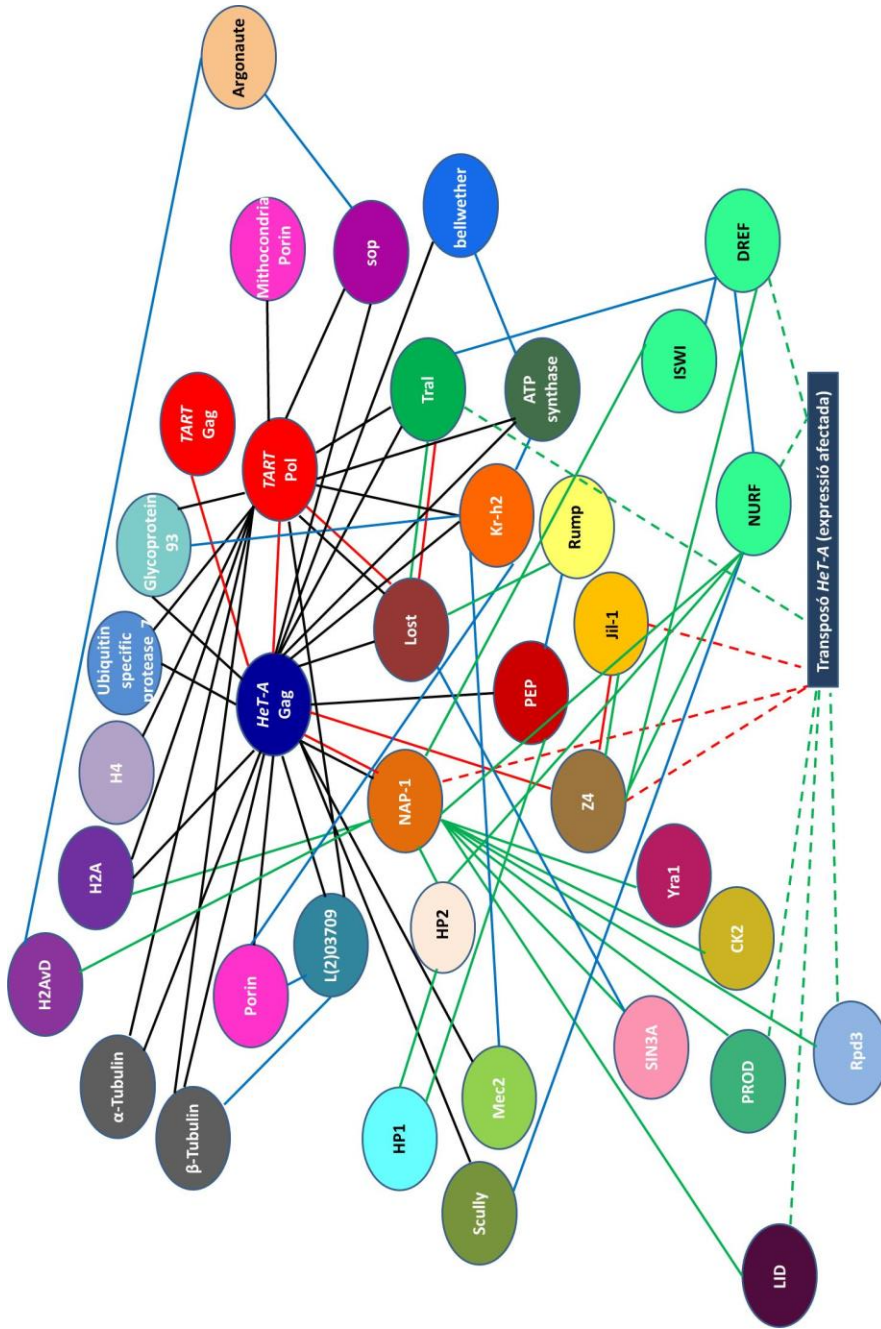 H2AvD
H2A
H4
Ubiquitin
specific
protease 7
Glycoprotein
93
α-Tubulin
β-Tubulin
TART
Gag
Argonaute
Porin
HeT-A
Gag
TART
Pol
Mithocondria
Porin
L(2)03709
sop
HP1
NAP-1
Lost
Tral
HP2
bellwether
Scully
Mec2
Kr-h2
PEP
ATP
synthase
Rump
Z4
Jil-1
SIN3A
Yra1
ISWI
CK2
PROD
NURF
DREF
LID
Transposó HeT-A (expressió afectada)
Rpd3